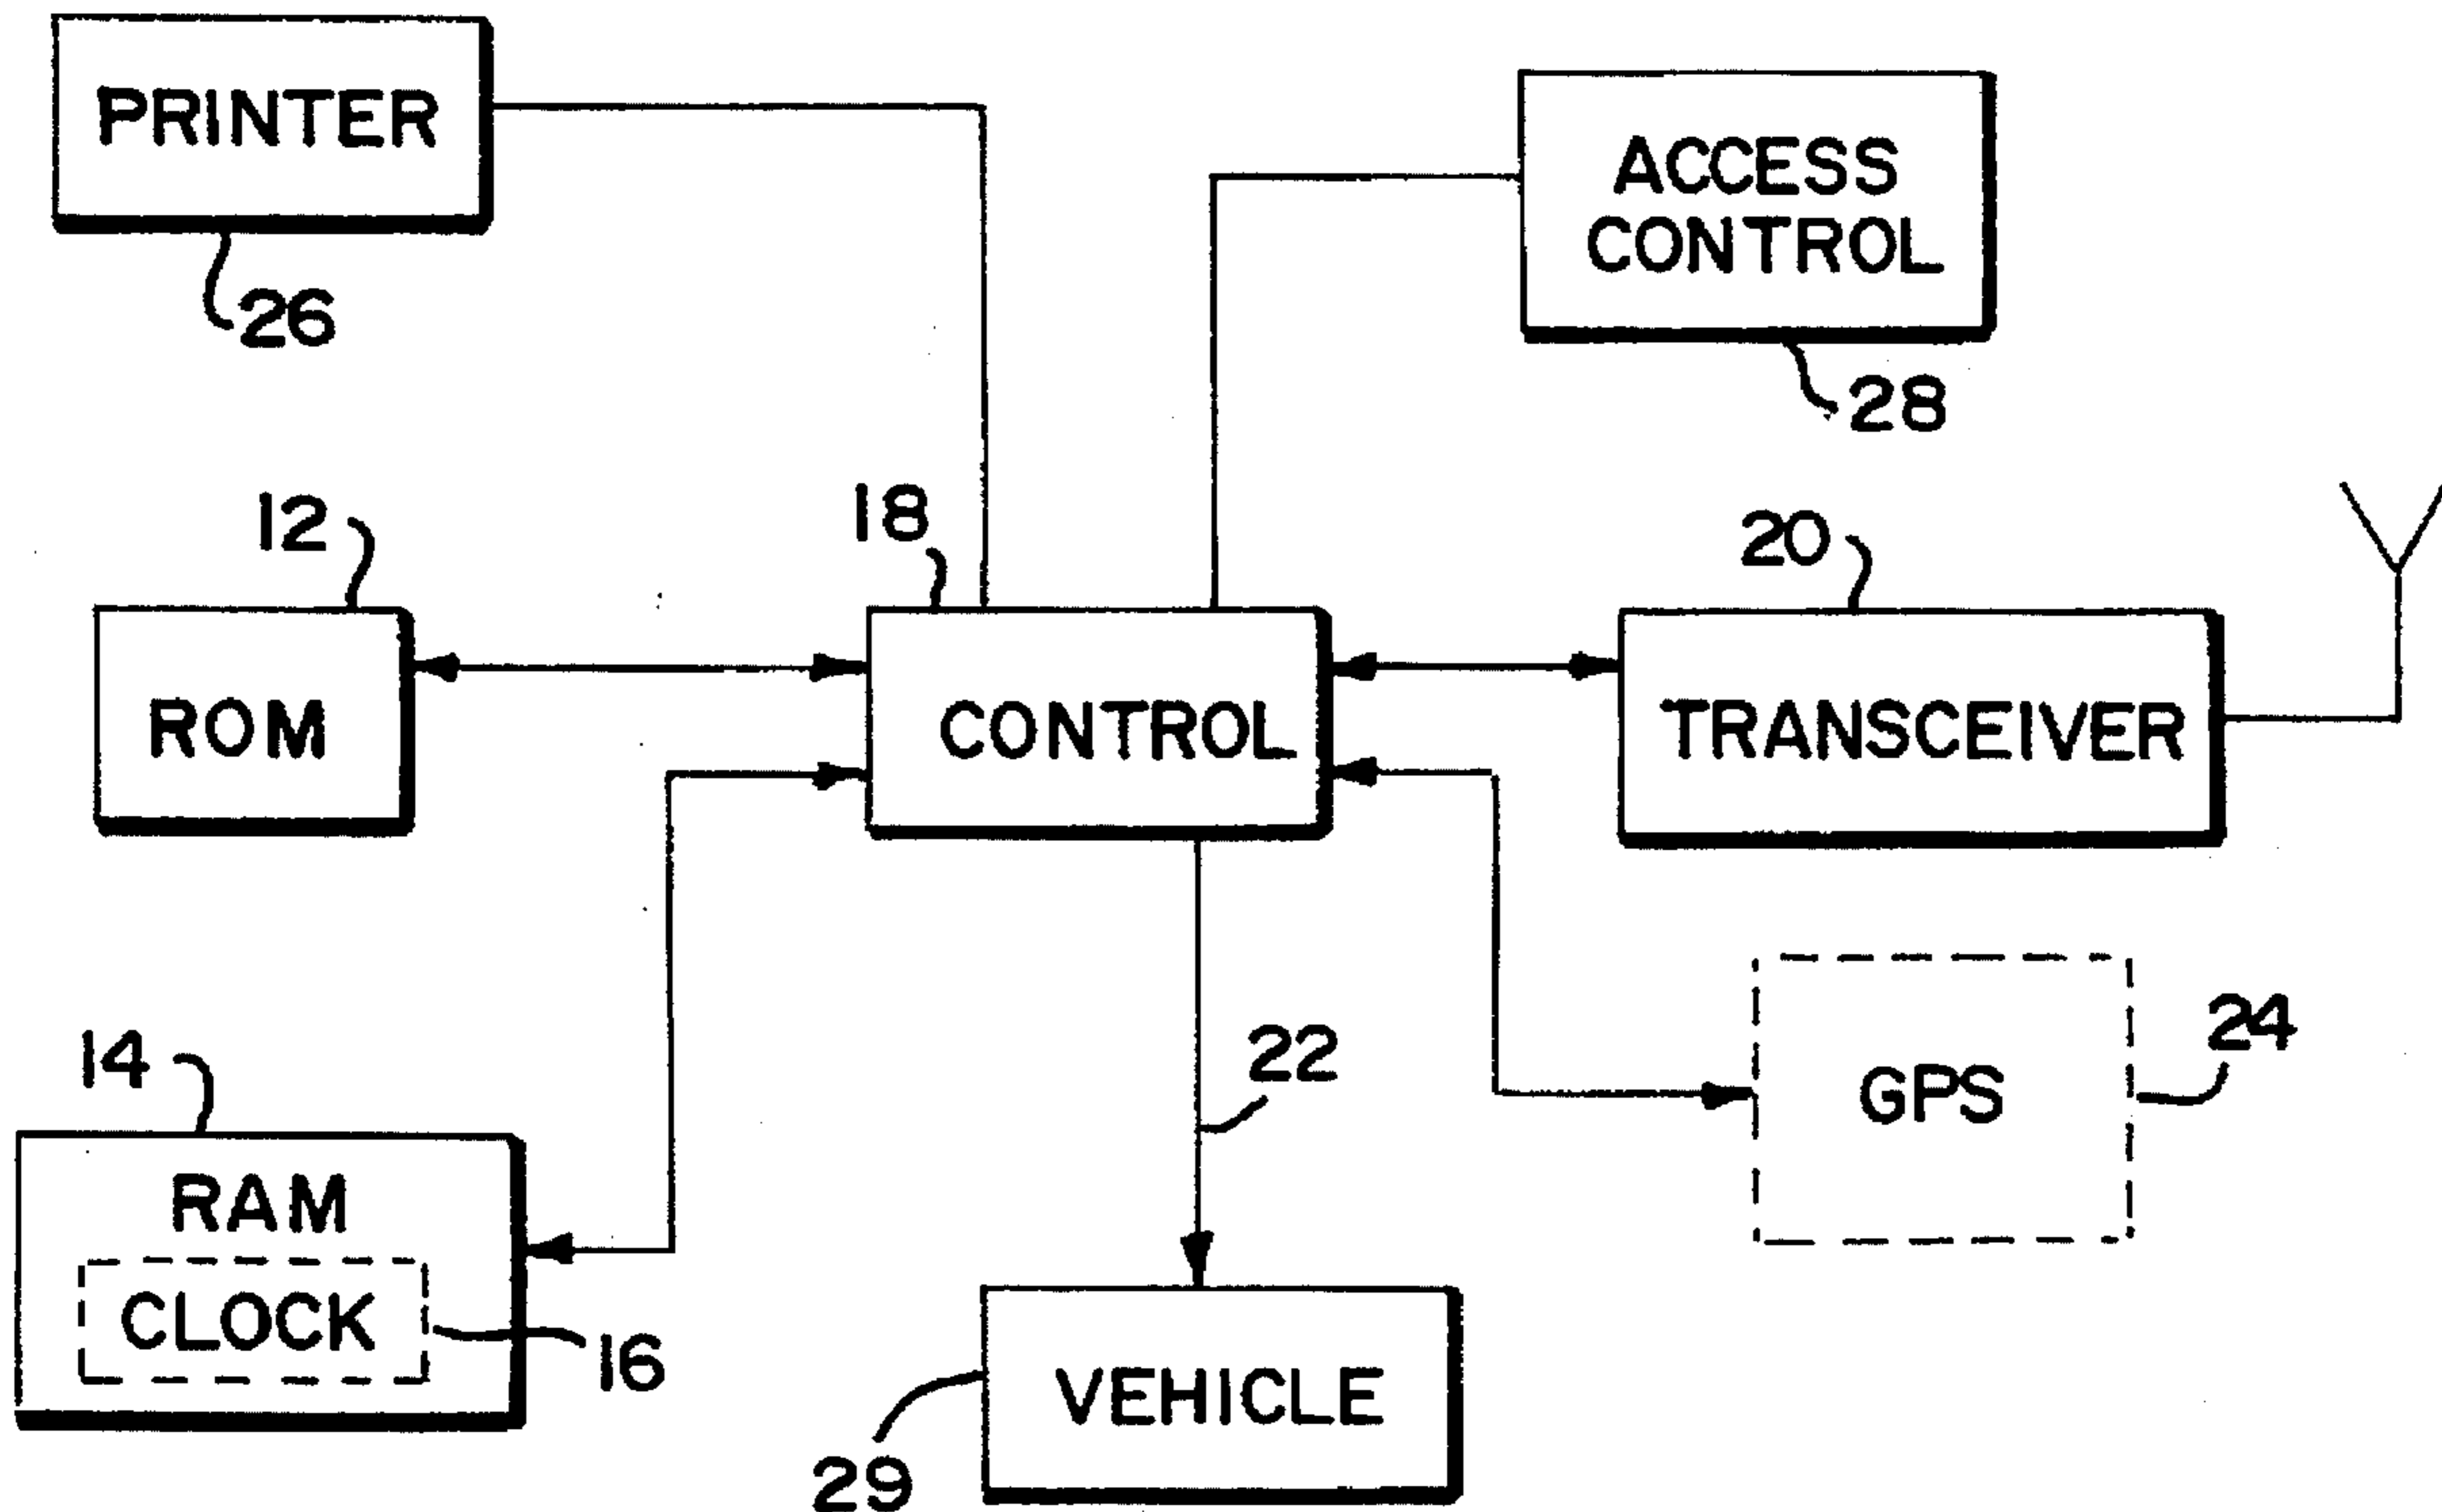 PRINTER
26
ACCESS
CONTROL
28
12
18
20
ROM
CONTROL
TRANSCEIVER
14
22
24
GPS
RAM
CLOCK
16
VEHICLE
29